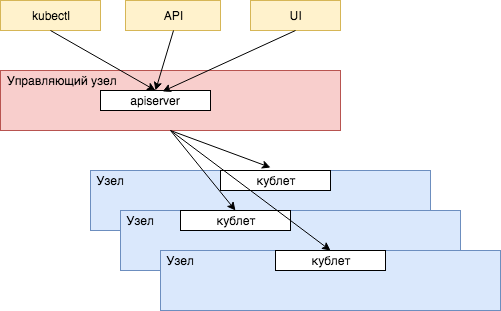 kubectl
API
UI
Управляющий узел
apiserver
Узел
кублет
Узел
кублет
Узел
кублет